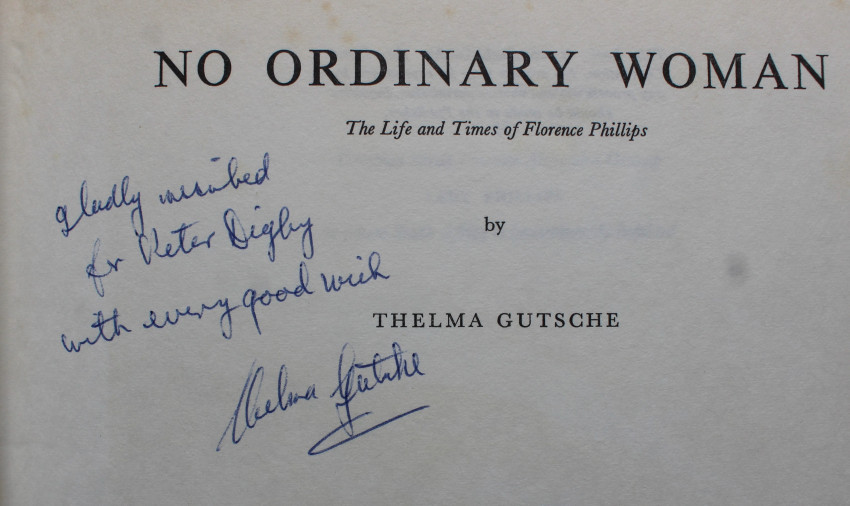 NO ORDINARY WOMAN
The Life and Times of Florence Phillips
by
THELMA GUTSCHE
gladly inscribed
for Peter Digby
with every good wish
Thelma Gutsche